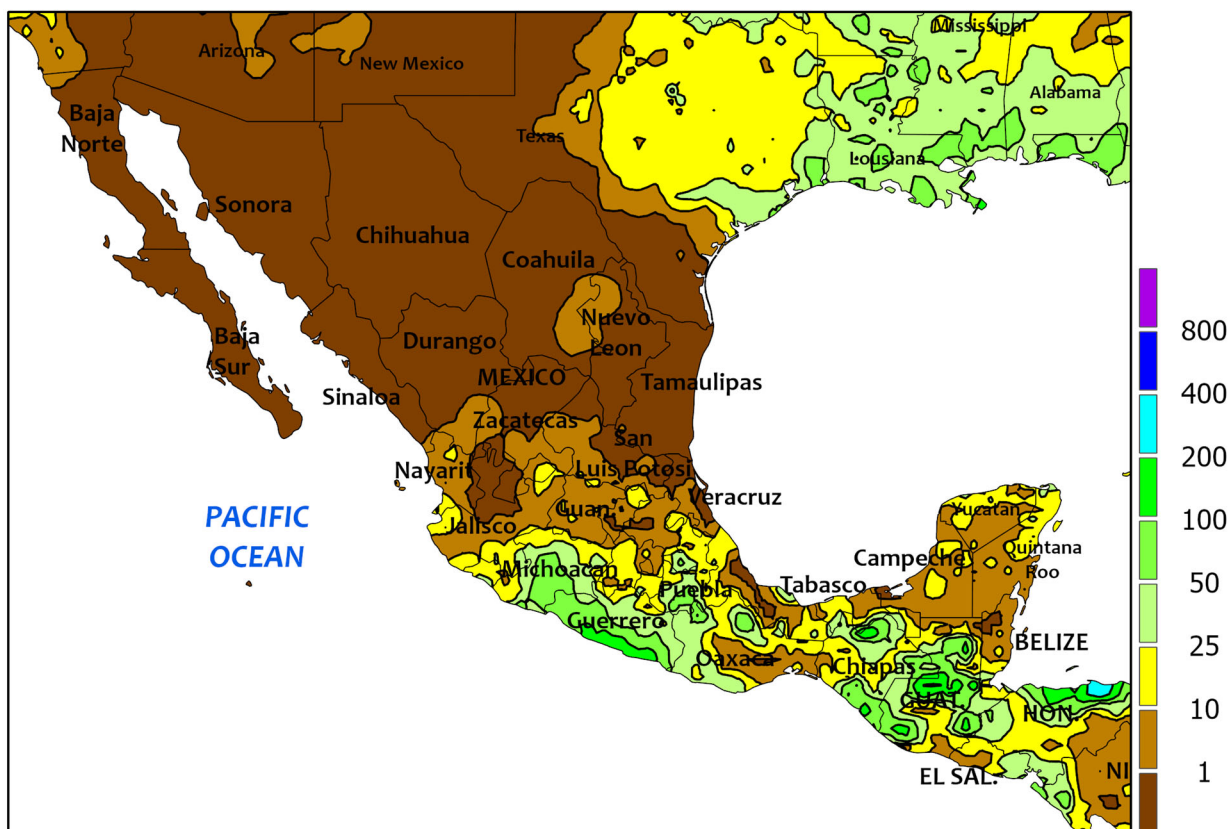 Mississippi
Arizona
New Mexico
Alabama
Baja
Norte
Texas
Lousiana
Sonora
Chihuahua
Coahuila
Nuevo
Leon
Durango
Baja
Sur
MEXICO
Tamaulipas
Sinaloa
Zacatecas
San
Luis Potosi
Nayarit
Veracruz
Guan
Jalisco
Yucatan
PACIFIC
OCEAN
Campeche
Quintana
Roo
Michoacan
Tabasco
Puebla
Guerrero
BELIZE
Oaxaca
Chiapas
GUAT.
HON.
EL SAL.
NI
800
400
200
100
50
25
10
1